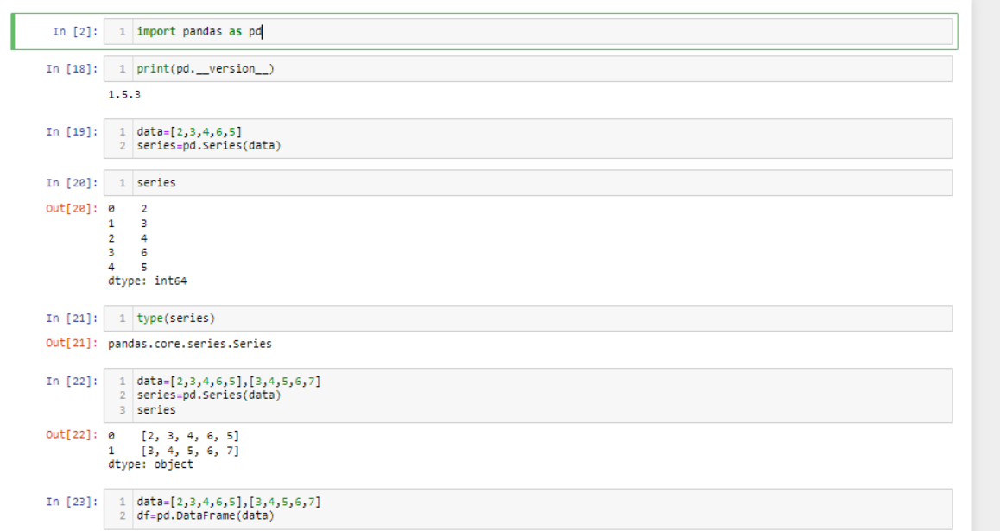 In [2]: 1 import pandas as pd
In [18]: 1 print(pd.__version__)
1.5.3
In [19]: 1 data=[2,3,4,6,5]
2 series=pd.Series(data)
In [20]: 1 series
Out[20]: 0 2
1 3
2 4
3 6
4 5
dtype: int64
In [21]: 1 type(series)
Out[21]: pandas.core.series.Series
In [22]: 1 data=[2,3,4,6,5],[3,4,5,6,7]
2 series=pd.Series(data)
3 series
Out[22]: 0 [2, 3, 4, 6, 5]
1 [3, 4, 5, 6, 7]
dtype: object
In [23]: 1 data=[2,3,4,6,5],[3,4,5,6,7]
2 df=pd.DataFrame(data)